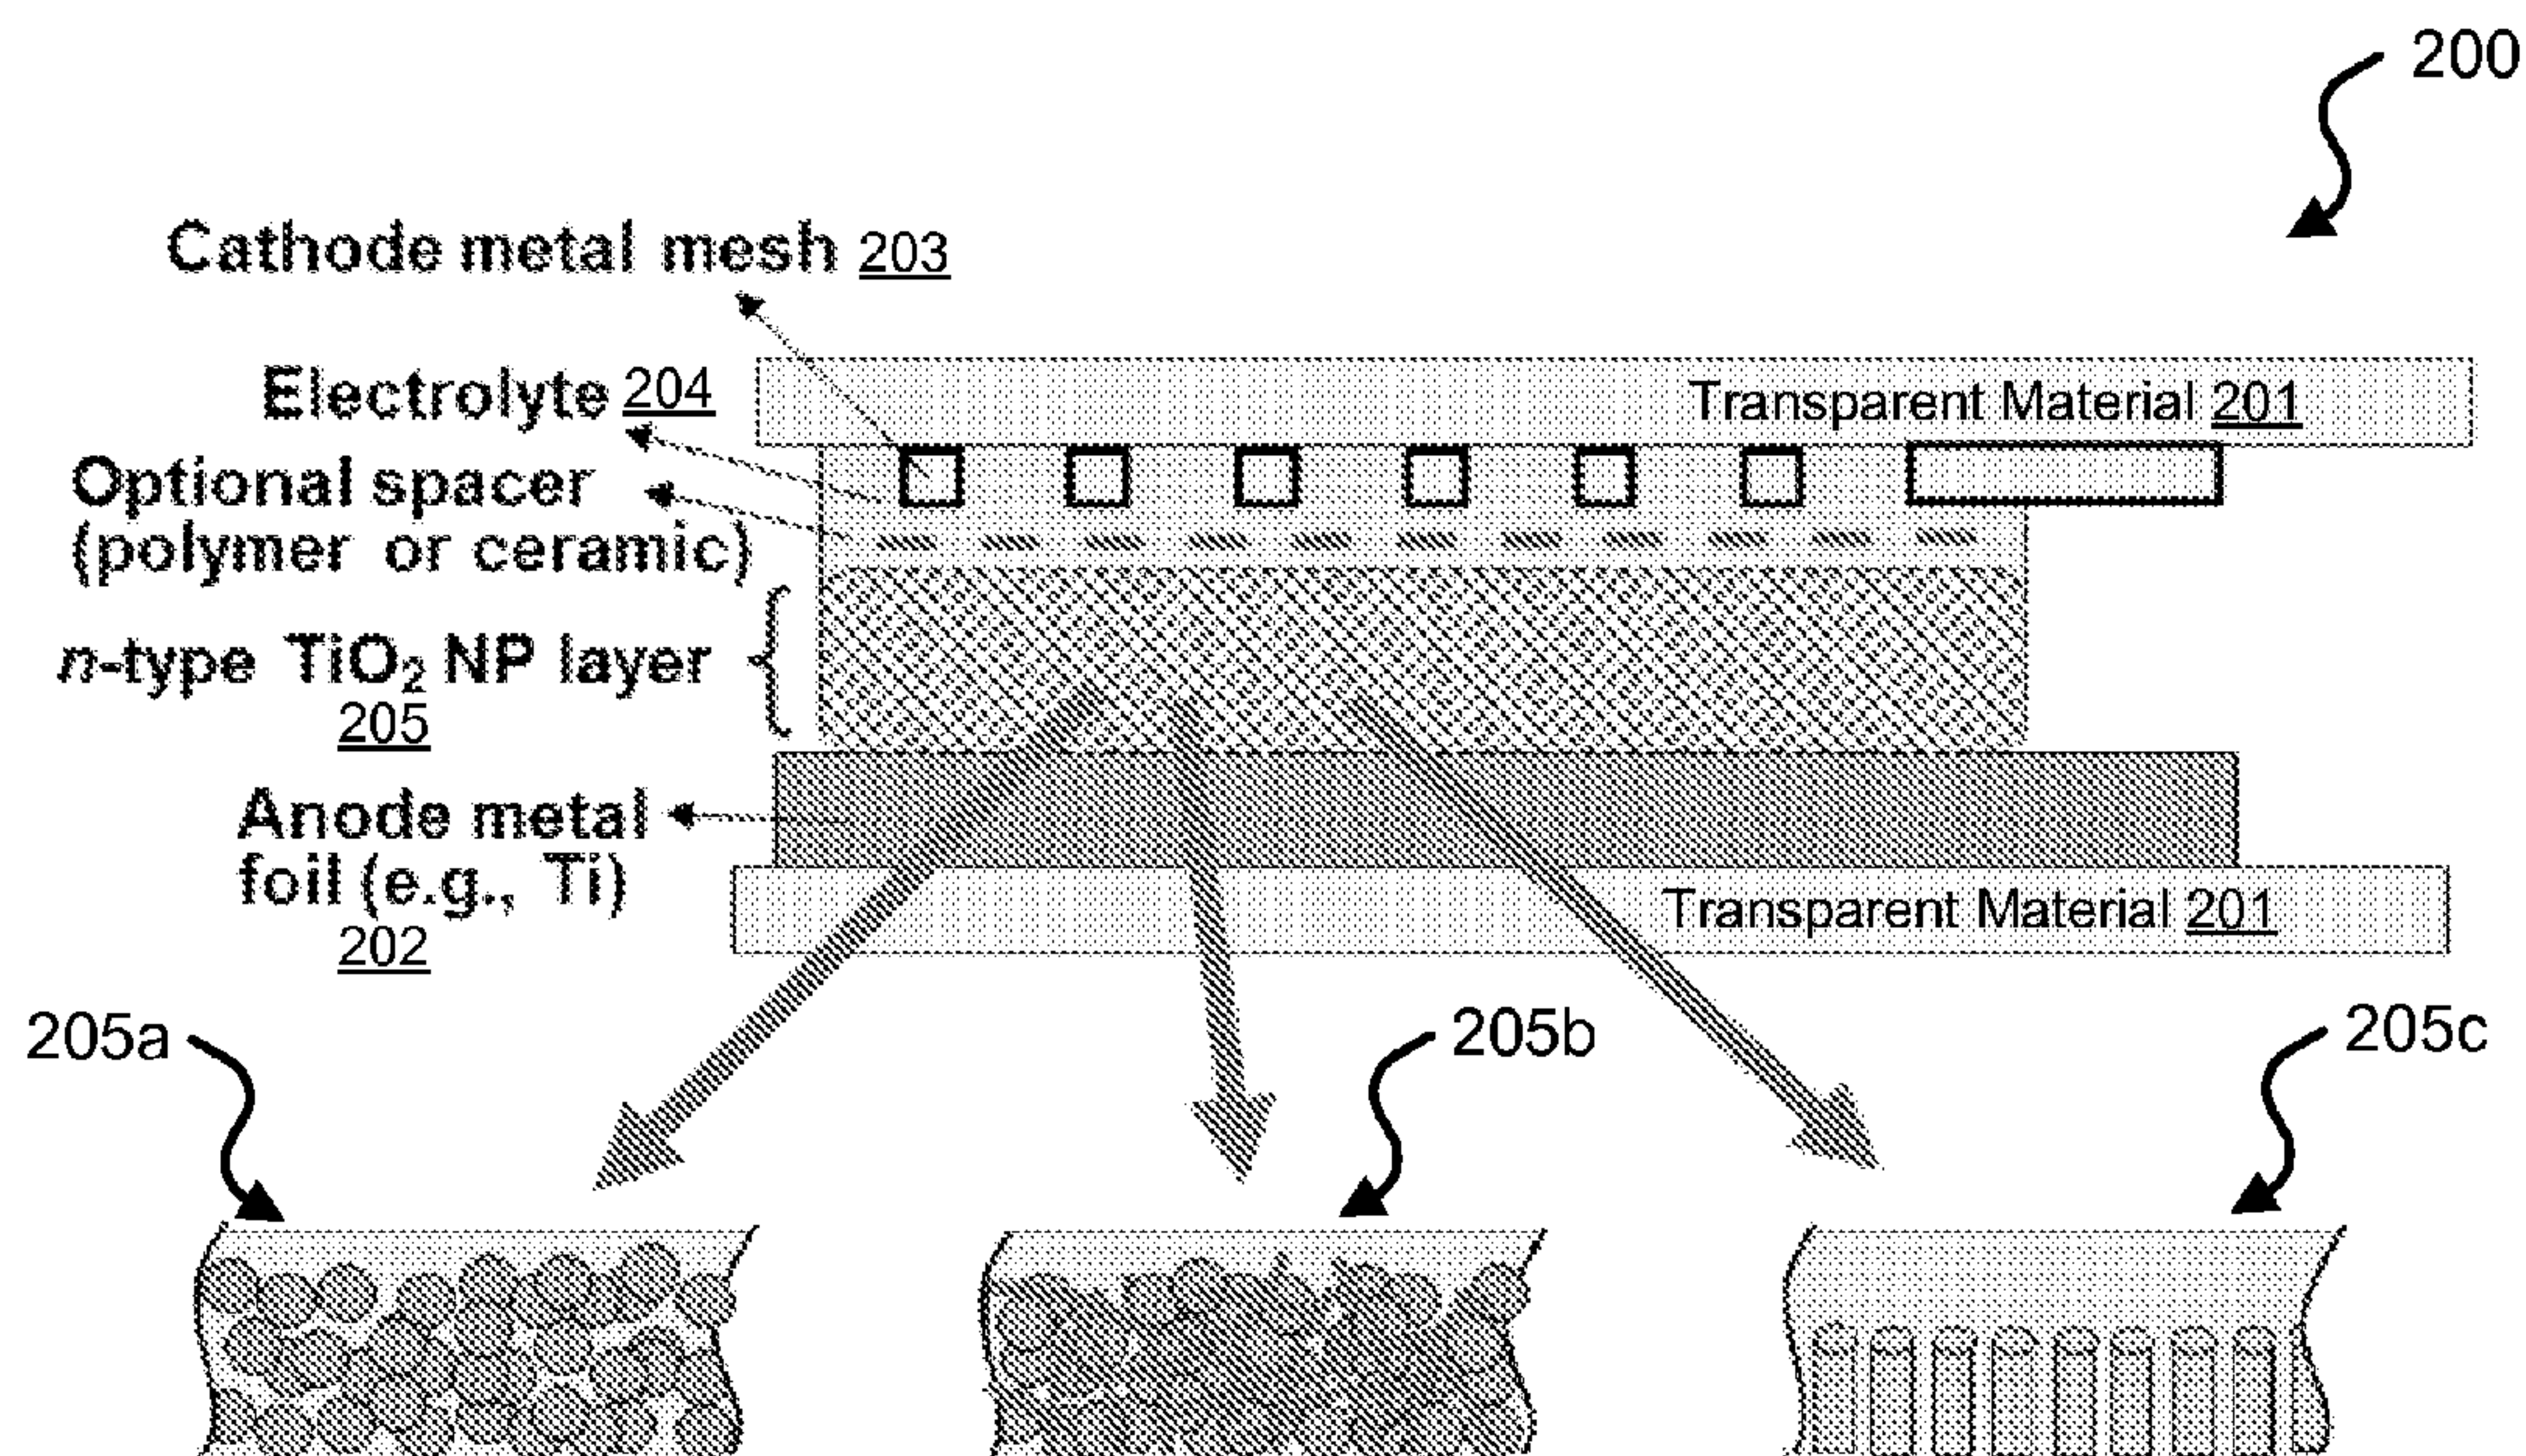 200
Cathode metal mesh 203
Electrolyte 204
Transparent Material 201
Optional spacer
(polymer or ceramic)
n-type TiO₂ NP layer
205
Anode metal
foil (e.g., Ti)
202
Transparent Material 201
205a
205b
205c